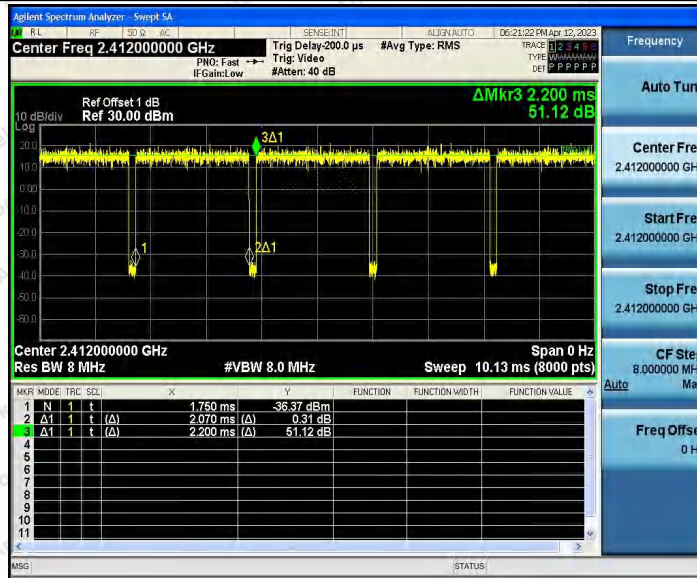 Agilent Spectrum Analyzer - Swept SA
RL RF 50 Ω AC SENSE:INT ALIGN AUTO 06:21:22 PM Apr 12, 2023
Center Freq 2.412000000 GHz
PNO: Fast
IFGain:Low
Trig Delay-200.0 µs
Trig: Video
#Atten: 40 dB
#Avg Type: RMS
TRACE 1 2 3 4 5 6
TYPE
DET P P P P P P
ΔMkr3 2.200 ms
51.12 dB
Ref Offset 1 dB
10 dB/div Ref 30.00 dBm
Log
20.0
10.0
0.00
-10.0
-20.0
-30.0
-40.0
-50.0
-60.0
3Δ1
1
2Δ1
Center 2.412000000 GHz Span 0 Hz
Res BW 8 MHz #VBW 8.0 MHz Sweep 10.13 ms (8000 pts)
MKR MODE TRC SCL X Y FUNCTION FUNCTION WIDTH FUNCTION VALUE
1 N 1 t 1.750 ms -36.37 dBm
2 Δ1 1 t (Δ) 2.070 ms (Δ) 0.31 dB
3 Δ1 1 t (Δ) 2.200 ms (Δ) 51.12 dB
4
5
6
7
8
9
10
11
MSG STATUS
Frequency
Auto Tun
Center Fre
2.412000000 GH
Start Fre
2.412000000 GH
Stop Fre
2.412000000 GH
CF Ste
8.000000 MH
Auto Ma
Freq Offse
0 H